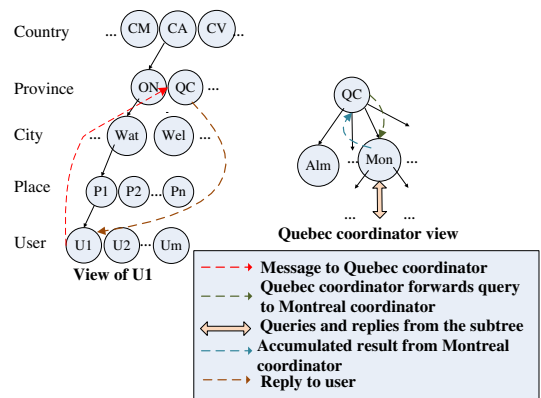 Country ... CM CA CV ...
Province ON QC ...
City ... Wat Wel ...
Place P1 P2 ... Pn
User U1 U2 ... Um
View of U1
QC
Alm ... Mon ...
... ...
Quebec coordinator view
Message to Quebec coordinator
Quebec coordinator forwards query
to Montreal coordinator
Queries and replies from the subtree
Accumulated result from Montreal
coordinator
Reply to user